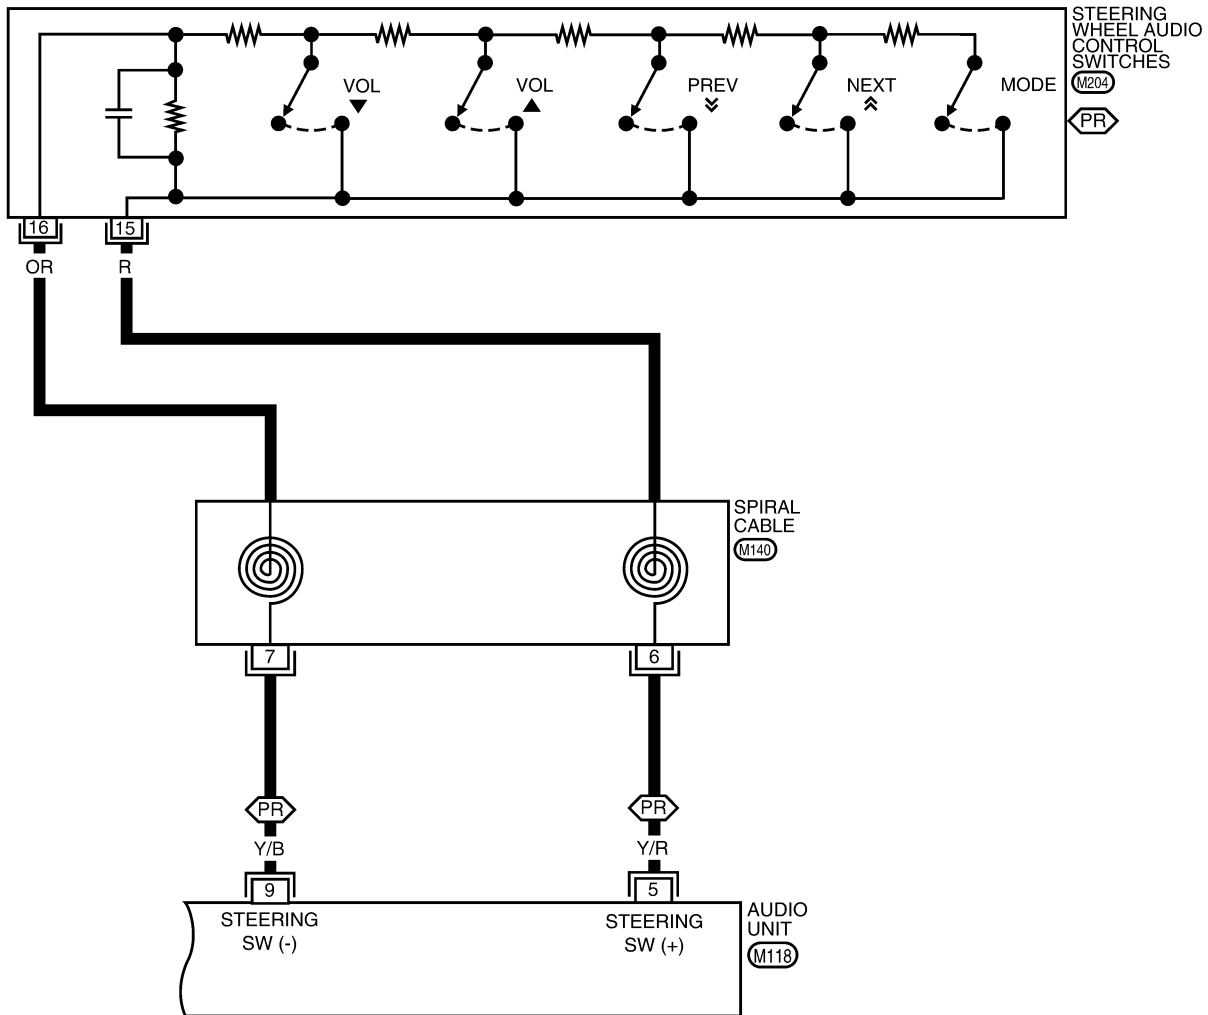 STEERING
WHEEL AUDIO
CONTROL
SWITCHES
M204
PR
VOL
VOL
PREV
NEXT
MODE
16
15
OR
R
SPIRAL
CABLE
M140
7
6
PR
PR
Y/B
Y/R
9
5
STEERING
SW (-)
STEERING
SW (+)
AUDIO
UNIT
M118